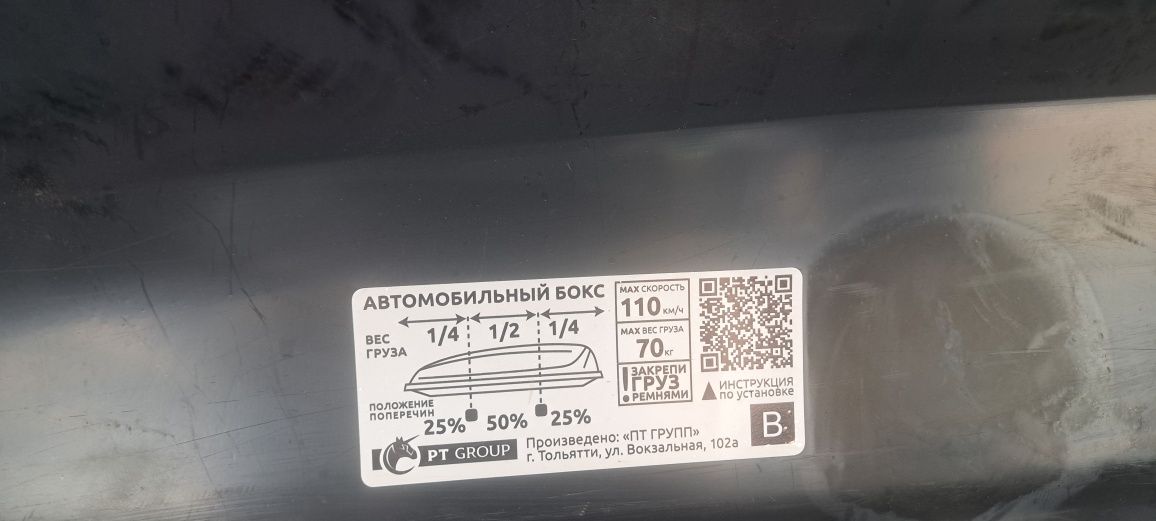 АВТОМОБИЛЬНЫЙ БОКС
ВЕС
ГРУЗА
1/4 1/2 1/4
ПОЛОЖЕНИЕ
ПОПЕРЕЧИН
25% 50% 25%
MAX СКОРОСТЬ
110 КМ/Ч
MAX ВЕС ГРУЗА
70 КГ
! ЗАКРЕПИ
ГРУЗ
РЕМНЯМИ
ИНСТРУКЦИЯ
ПО УСТАНОВКЕ
PT GROUP
Произведено: «ПТ ГРУПП»
г. Тольятти, ул. Вокзальная, 102а
B